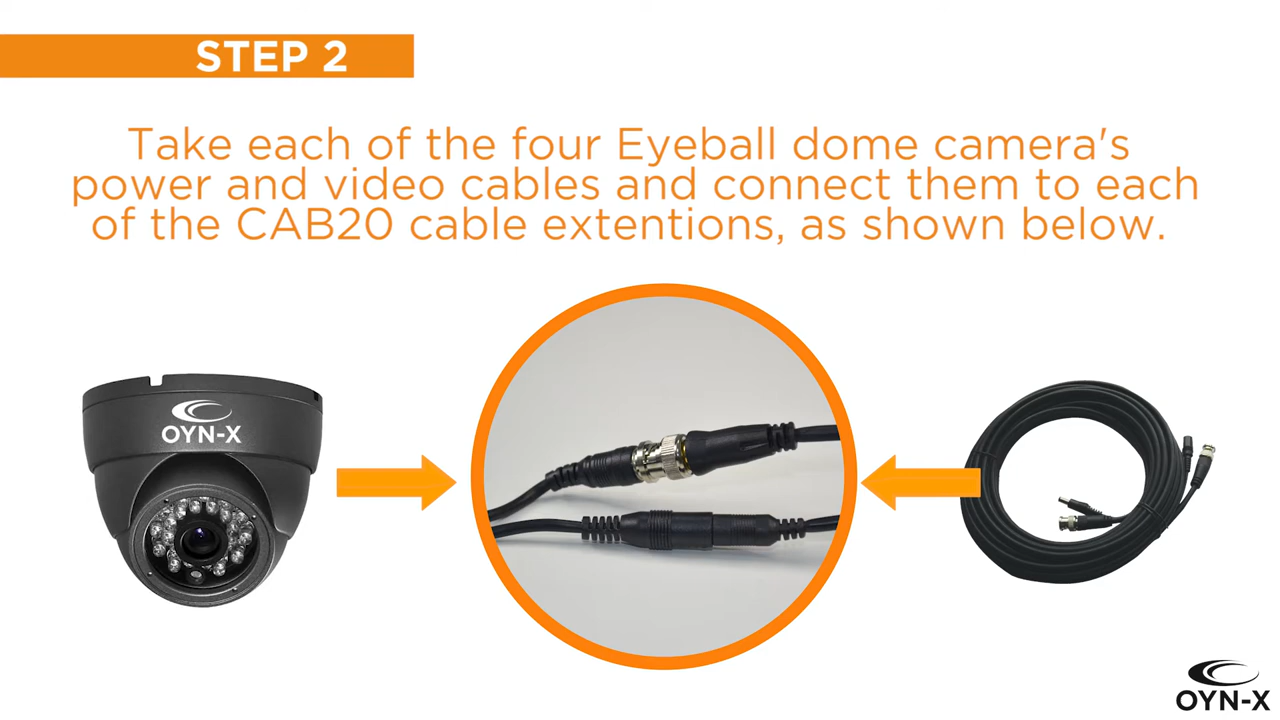 STEP 2
Take each of the four Eyeball dome camera's
power and video cables and connect them to each
of the CAB20 cable extentions, as shown below.
OYN-X
OYN-X